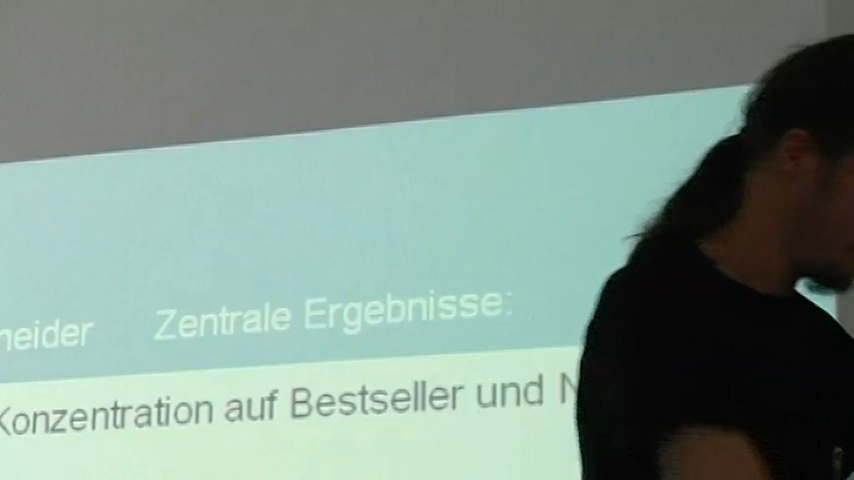 neider Zentrale Ergebnisse:
Konzentration auf Bestseller und N